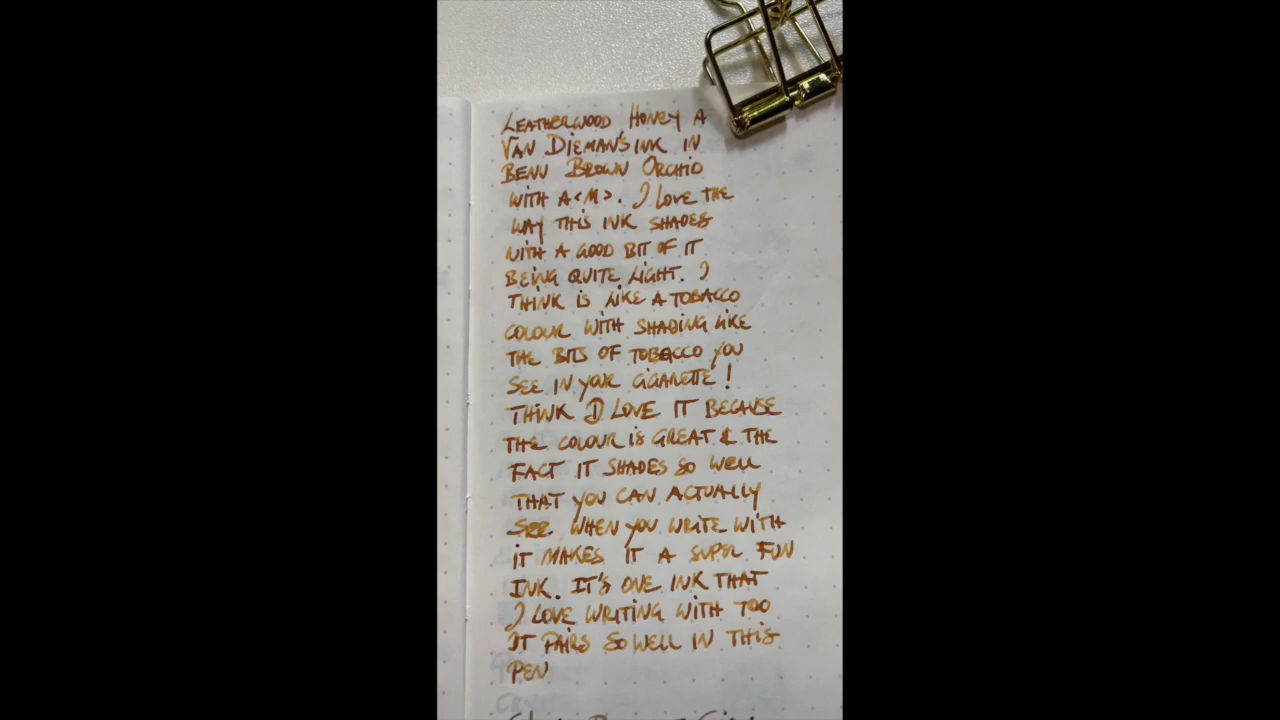 LEATHERWOOD HONEY A
VAN DIEMAN'S INK IN
BENU BROWN ORCHID
WITH A <M>. I LOVE THE
WAY THIS INK SHADES
WITH A GOOD BIT OF IT
BEING QUITE LIGHT. I
THINK IS LIKE A TOBACCO
COLOUR WITH SHADING LIKE
THE BITS OF TOBACCO YOU
SEE IN YOUR CIGARETTE!
THINK I LOVE IT BECAUSE
THE COLOUR IS GREAT & THE
FACT IT SHADES SO WELL
THAT YOU CAN ACTUALLY
SEE. WHEN YOU WRITE WITH
IT MAKES IT A SUPER FUN
INK. IT'S ONE INK THAT
I LOVE WRITING WITH TOO
IT PAIRS SO WELL IN THIS
PEN